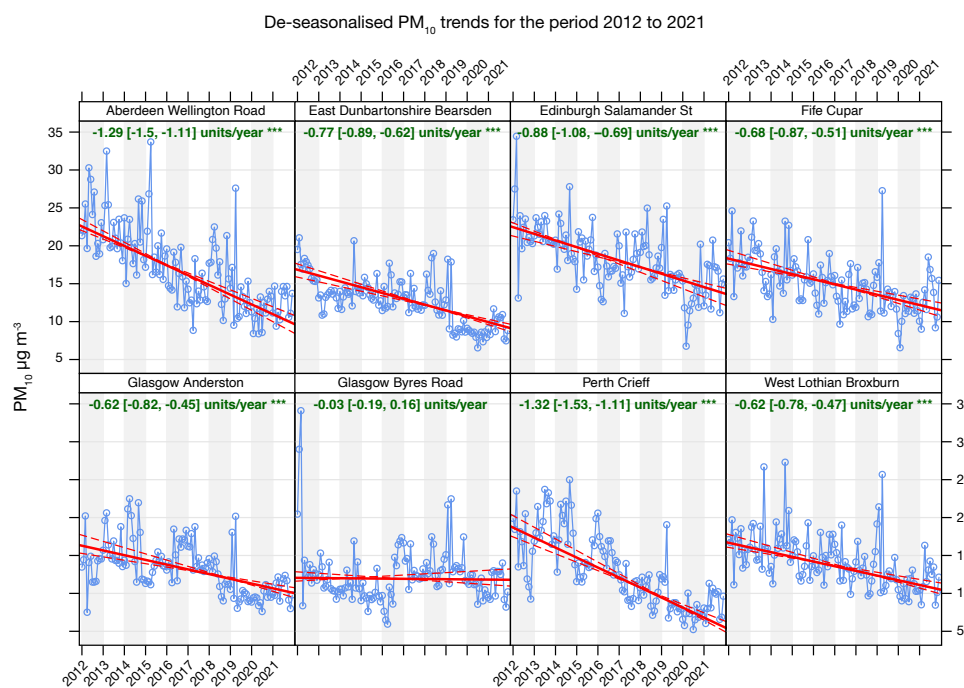 De-seasonalised PM10 trends for the period 2012 to 2021
2012 2013 2014 2015 2016 2017 2018 2019 2020 2021
2012 2013 2014 2015 2016 2017 2018 2019 2020 2021
Aberdeen Wellington Road
East Dunbartonshire Bearsden
Edinburgh Salamander St
Fife Cupar
-1.29 [-1.5, -1.11] units/year ***
-0.77 [-0.89, -0.62] units/year ***
-0.88 [-1.08, -0.69] units/year ***
-0.68 [-0.87, -0.51] units/year ***
35
30
25
20
15
10
5
PM10 µg m-3
Glasgow Anderston
Glasgow Byres Road
Perth Crieff
West Lothian Broxburn
-0.62 [-0.82, -0.45] units/year ***
-0.03 [-0.19, 0.16] units/year
-1.32 [-1.53, -1.11] units/year ***
-0.62 [-0.78, -0.47] units/year ***
3
3
2
2
1
1
5
2012 2013 2014 2015 2016 2017 2018 2019 2020 2021
2012 2013 2014 2015 2016 2017 2018 2019 2020 2021